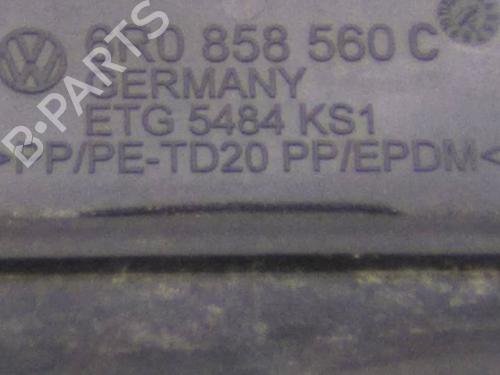 6R0 858 560 C
GERMANY
ETG 5484 KS1
>PP/PE-TD20 PP/EPDM<
B-PARTS